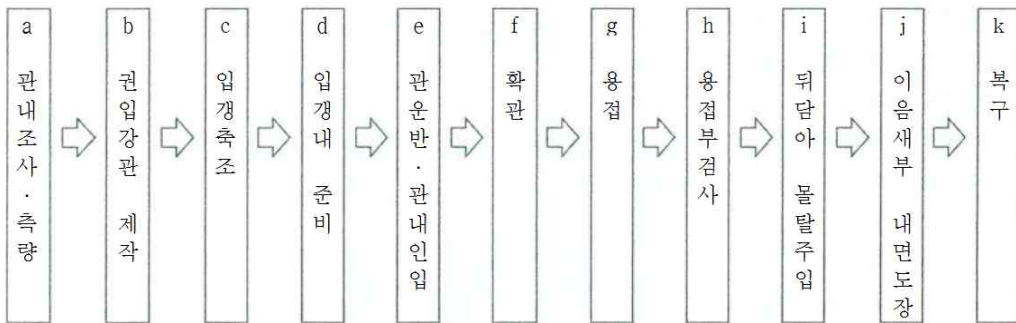 a 관내조사·측량
b 권입강관 제작
c 입갱축조
d 입갱내 준비
e 관운반·관내인입
f 확관
g 용접
h 용접부검사
i 뒤담아 몰탈주입
j 이음새부 내면도장
k 복구